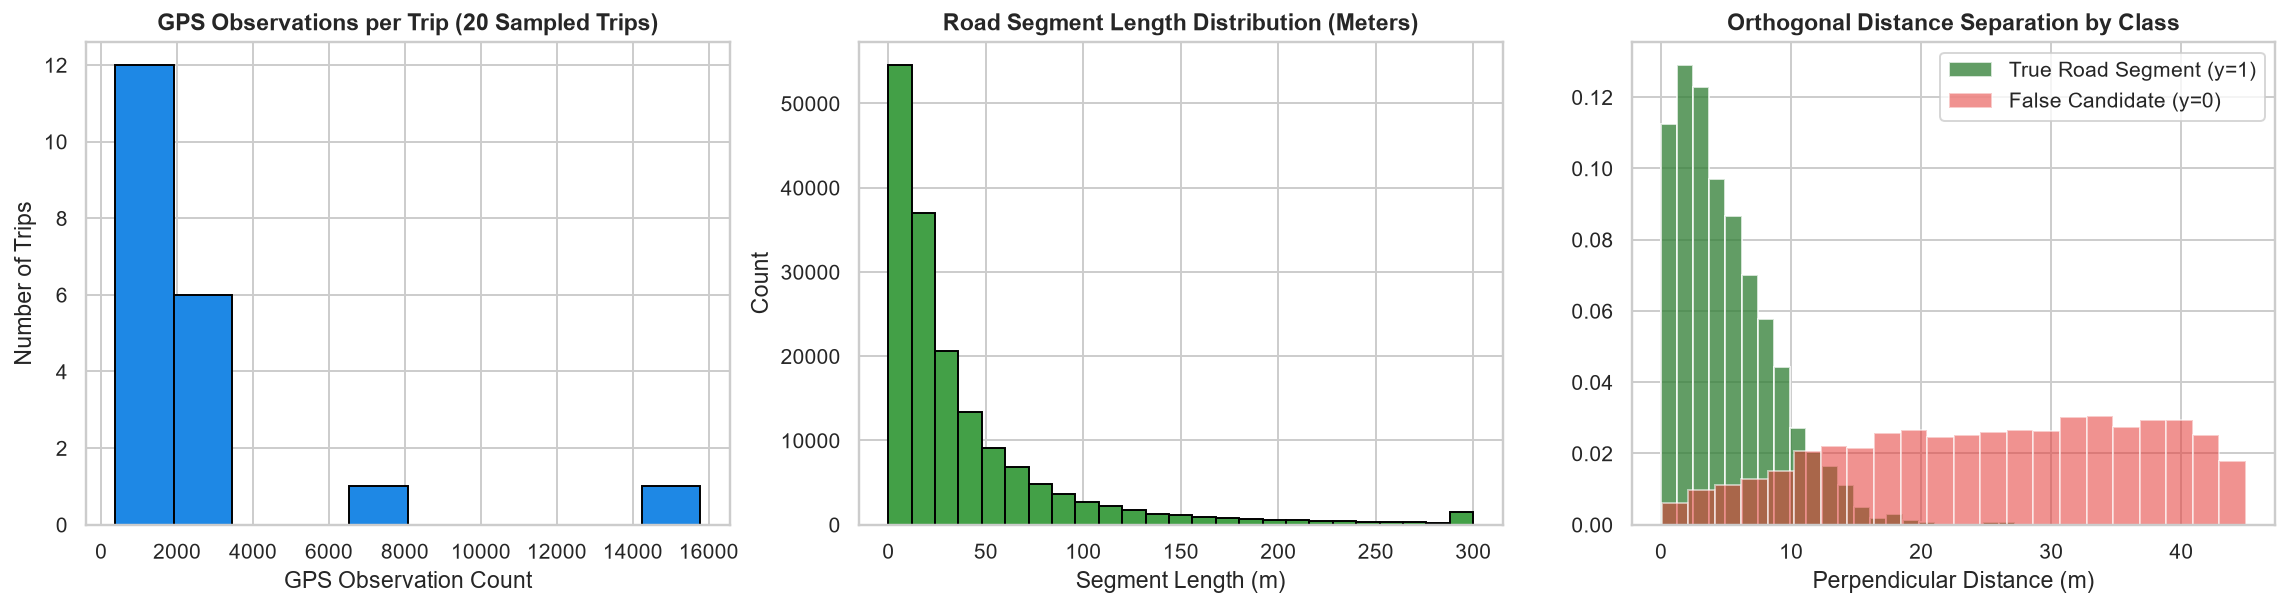 GPS Observations per Trip (20 Sampled Trips)
Number of Trips
12
10
8
6
4
2
0
0 2000 4000 6000 8000 10000 12000 14000 16000
GPS Observation Count
Road Segment Length Distribution (Meters)
Count
50000
40000
30000
20000
10000
0
0 50 100 150 200 250 300
Segment Length (m)
Orthogonal Distance Separation by Class
True Road Segment (y=1)
False Candidate (y=0)
0.12
0.10
0.08
0.06
0.04
0.02
0.00
0 10 20 30 40
Perpendicular Distance (m)